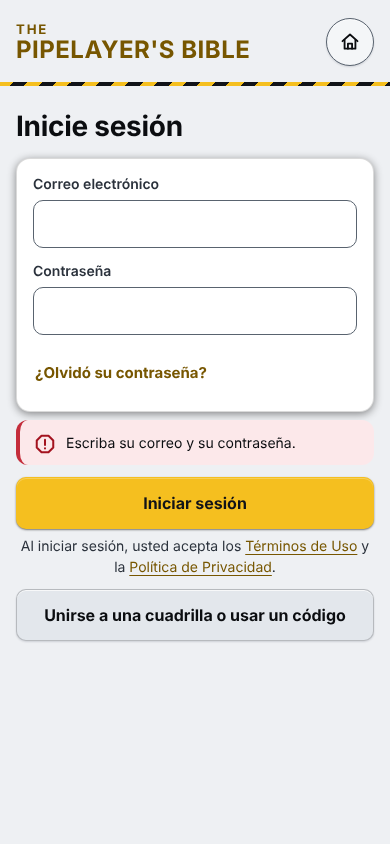 THE
PIPELAYER'S BIBLE
Inicie sesión
Correo electrónico
Contraseña
¿Olvidó su contraseña?
Escriba su correo y su contraseña.
Iniciar sesión
Al iniciar sesión, usted acepta los Términos de Uso y
la Política de Privacidad.
Unirse a una cuadrilla o usar un código